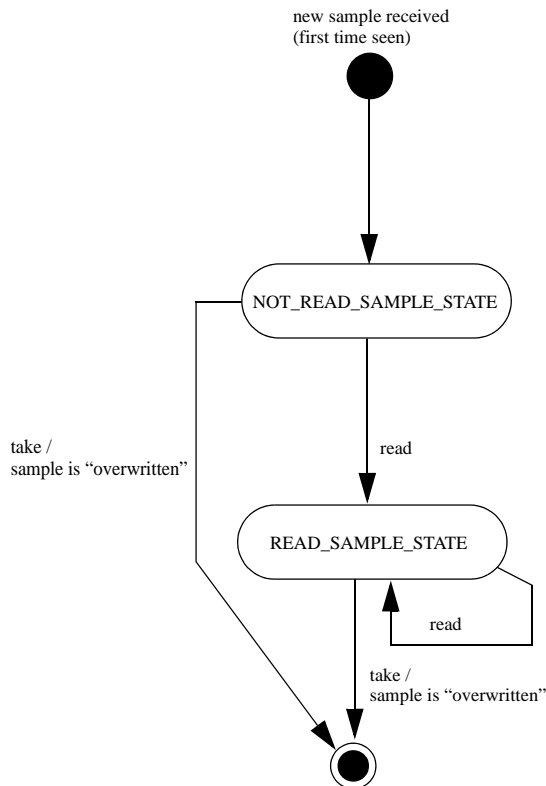 new sample received
(first time seen)
NOT_READ_SAMPLE_STATE
take /
sample is “overwritten”
read
READ_SAMPLE_STATE
read
take /
sample is “overwritten”